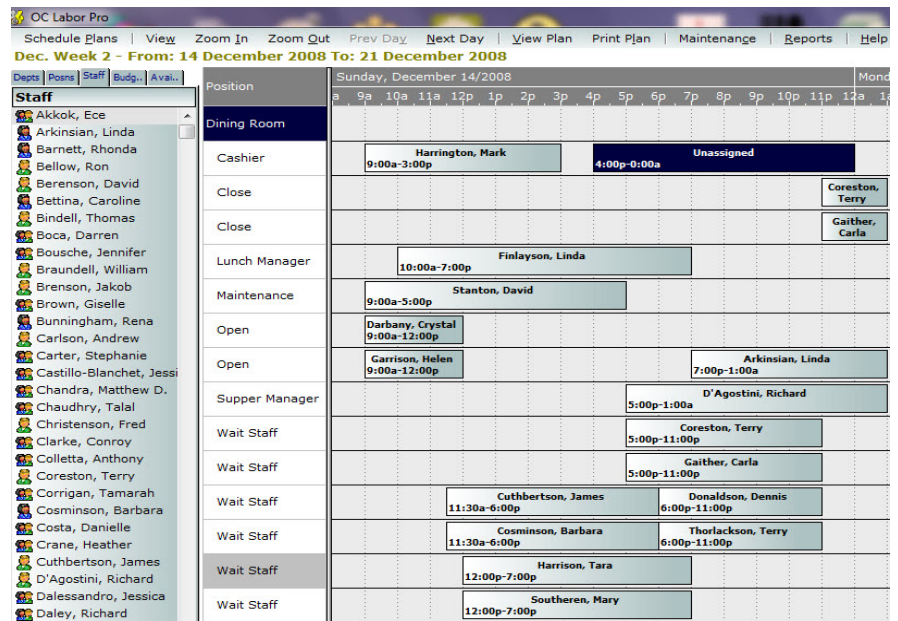 OC Labor Pro
Schedule Plans | View Zoom In Zoom Out Prev Day Next Day | View Plan Print Plan | Maintenance | Reports | Help
Dec. Week 2 - From: 14 December 2008 To: 21 December 2008
Depts Posns Staff Budg.. Avai..
Staff
Akkok, Ece
Arkinsian, Linda
Barnett, Rhonda
Bellow, Ron
Berenson, David
Bettina, Caroline
Bindell, Thomas
Boca, Darren
Bousche, Jennifer
Braundell, William
Brenson, Jakob
Brown, Giselle
Bunningham, Rena
Carlson, Andrew
Carter, Stephanie
Castillo-Blanchet, Jessi
Chandra, Matthew D.
Chaudhry, Talal
Christenson, Fred
Clarke, Conroy
Colletta, Anthony
Coreston, Terry
Corrigan, Tamarah
Cosminson, Barbara
Costa, Danielle
Crane, Heather
Cuthbertson, James
D'Agostini, Richard
Dalessandro, Jessica
Daley, Richard
Position
Sunday, December 14/2008 Mond
a 9a 10a 11a 12p 1p 2p 3p 4p 5p 6p 7p 8p 9p 10p 11p 12a 1a
Dining Room
Cashier
Harrington, Mark
9:00a-3:00p
Unassigned
4:00p-0:00a
Close
Coreston,
Terry
Close
Gaither,
Carla
Lunch Manager
Finlayson, Linda
10:00a-7:00p
Maintenance
Stanton, David
9:00a-5:00p
Open
Darbany, Crystal
9:00a-12:00p
Open
Garrison, Helen
9:00a-12:00p
Arkinsian, Linda
7:00p-1:00a
Supper Manager
D'Agostini, Richard
5:00p-1:00a
Wait Staff
Coreston, Terry
5:00p-11:00p
Wait Staff
Gaither, Carla
5:00p-11:00p
Wait Staff
Cuthbertson, James
11:30a-6:00p
Donaldson, Dennis
6:00p-11:00p
Wait Staff
Cosminson, Barbara
11:30a-6:00p
Thorlackson, Terry
6:00p-11:00p
Wait Staff
Harrison, Tara
12:00p-7:00p
Wait Staff
Southeren, Mary
12:00p-7:00p